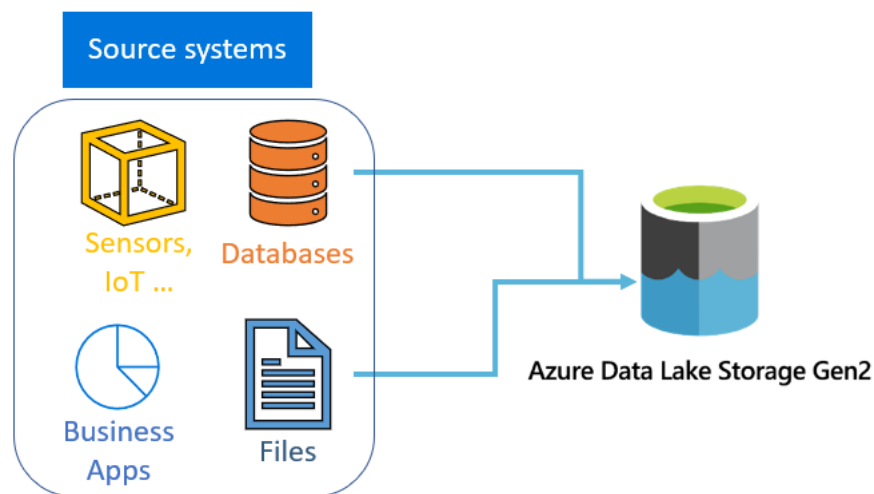 Source systems
Sensors,
IoT ...
Databases
Business
Apps
Files
Azure Data Lake Storage Gen2